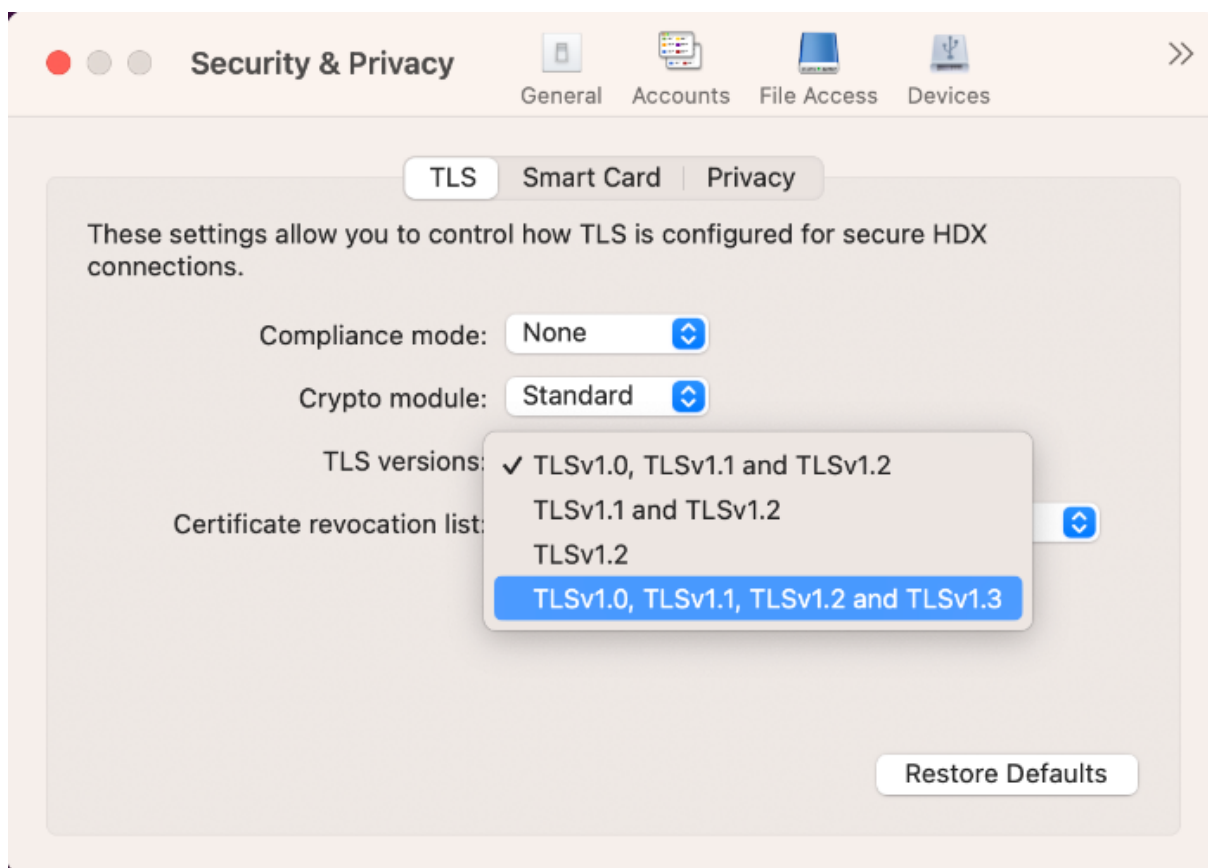 Security & Privacy
General
Accounts
File Access
Devices
TLS
Smart Card
Privacy
These settings allow you to control how TLS is configured for secure HDX
connections.
Compliance mode:
None
Crypto module:
Standard
TLS versions:
✓ TLSv1.0, TLSv1.1 and TLSv1.2
TLSv1.1 and TLSv1.2
TLSv1.2
TLSv1.0, TLSv1.1, TLSv1.2 and TLSv1.3
Certificate revocation list:
Restore Defaults